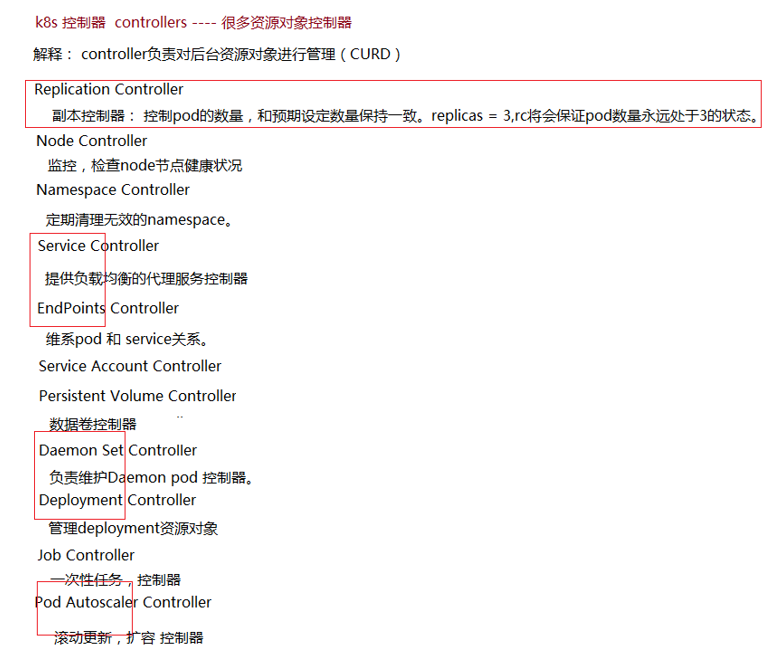 k8s 控制器 controllers ---- 很多资源对象控制器
解释： controller负责对后台资源对象进行管理（CURD）
Replication Controller
副本控制器： 控制pod的数量，和预期设定数量保持一致。replicas = 3,rc将会保证pod数量永远处于3的状态。
Node Controller
监控，检查node节点健康状况
Namespace Controller
定期清理无效的namespace。
Service Controller
提供负载均衡的代理服务控制器
EndPoints Controller
维系pod 和 service关系。
Service Account Controller
Persistent Volume Controller
数据卷控制器
Daemon Set Controller
负责维护Daemon pod 控制器。
Deployment Controller
管理deployment资源对象
Job Controller
一次性任务，控制器
Pod Autoscaler Controller
滚动更新，扩容 控制器